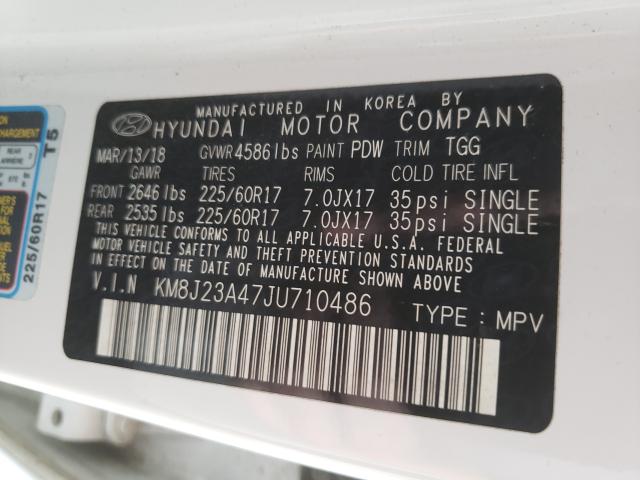 MANUFACTURED IN KOREA BY
HYUNDAI MOTOR COMPANY
MAR/13/18 GVWR 4586lbs PAINT PDW TRIM TGG
GAWR TIRES RIMS COLD TIRE INFL
FRONT 2646 lbs 225/60R17 7.0JX17 35psi SINGLE
REAR 2535 lbs 225/60R17 7.0JX17 35psi SINGLE
THIS VEHICLE CONFORMS TO ALL APPLICABLE U.S.A. FEDERAL
MOTOR VEHICLE SAFETY AND THEFT PREVENTION STANDARDS
IN EFFECT ON THE DATE OF MANUFACTURE SHOWN ABOVE.
V.I.N KM8J23A47JU710486 TYPE : MPV
REAR
T5
225/60R17